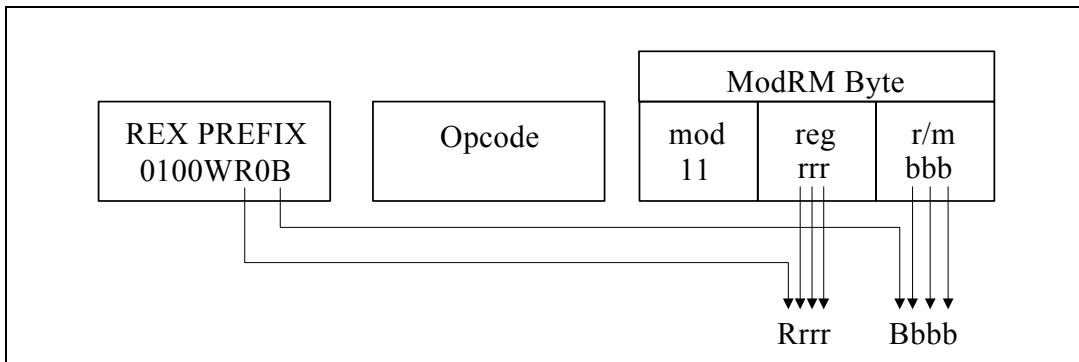 ModRM Byte
REX PREFIX
0100WR0B
Opcode
mod
11
reg
rrr
r/m
bbb
Rrrr
Bbbb